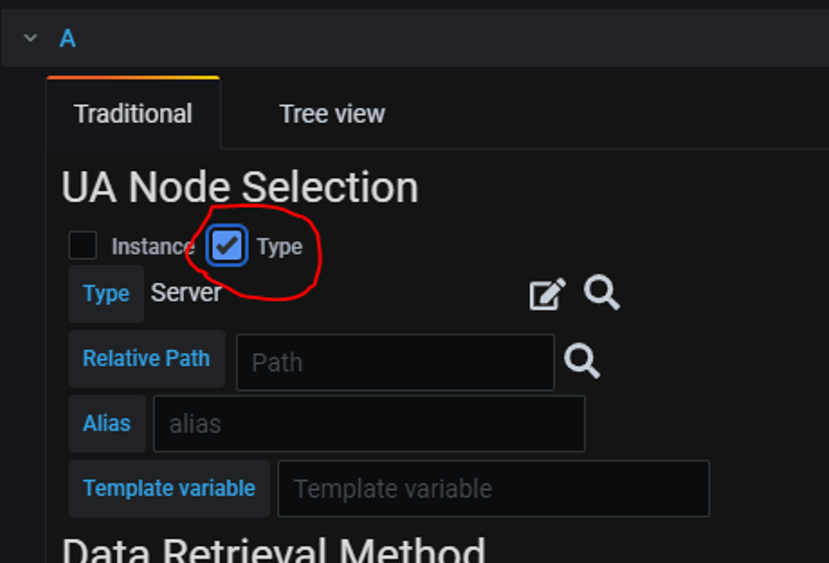 A
Traditional Tree view
UA Node Selection
Instance Type
Type Server
Relative Path Path
Alias alias
Template variable Template variable
Data Retrieval Method